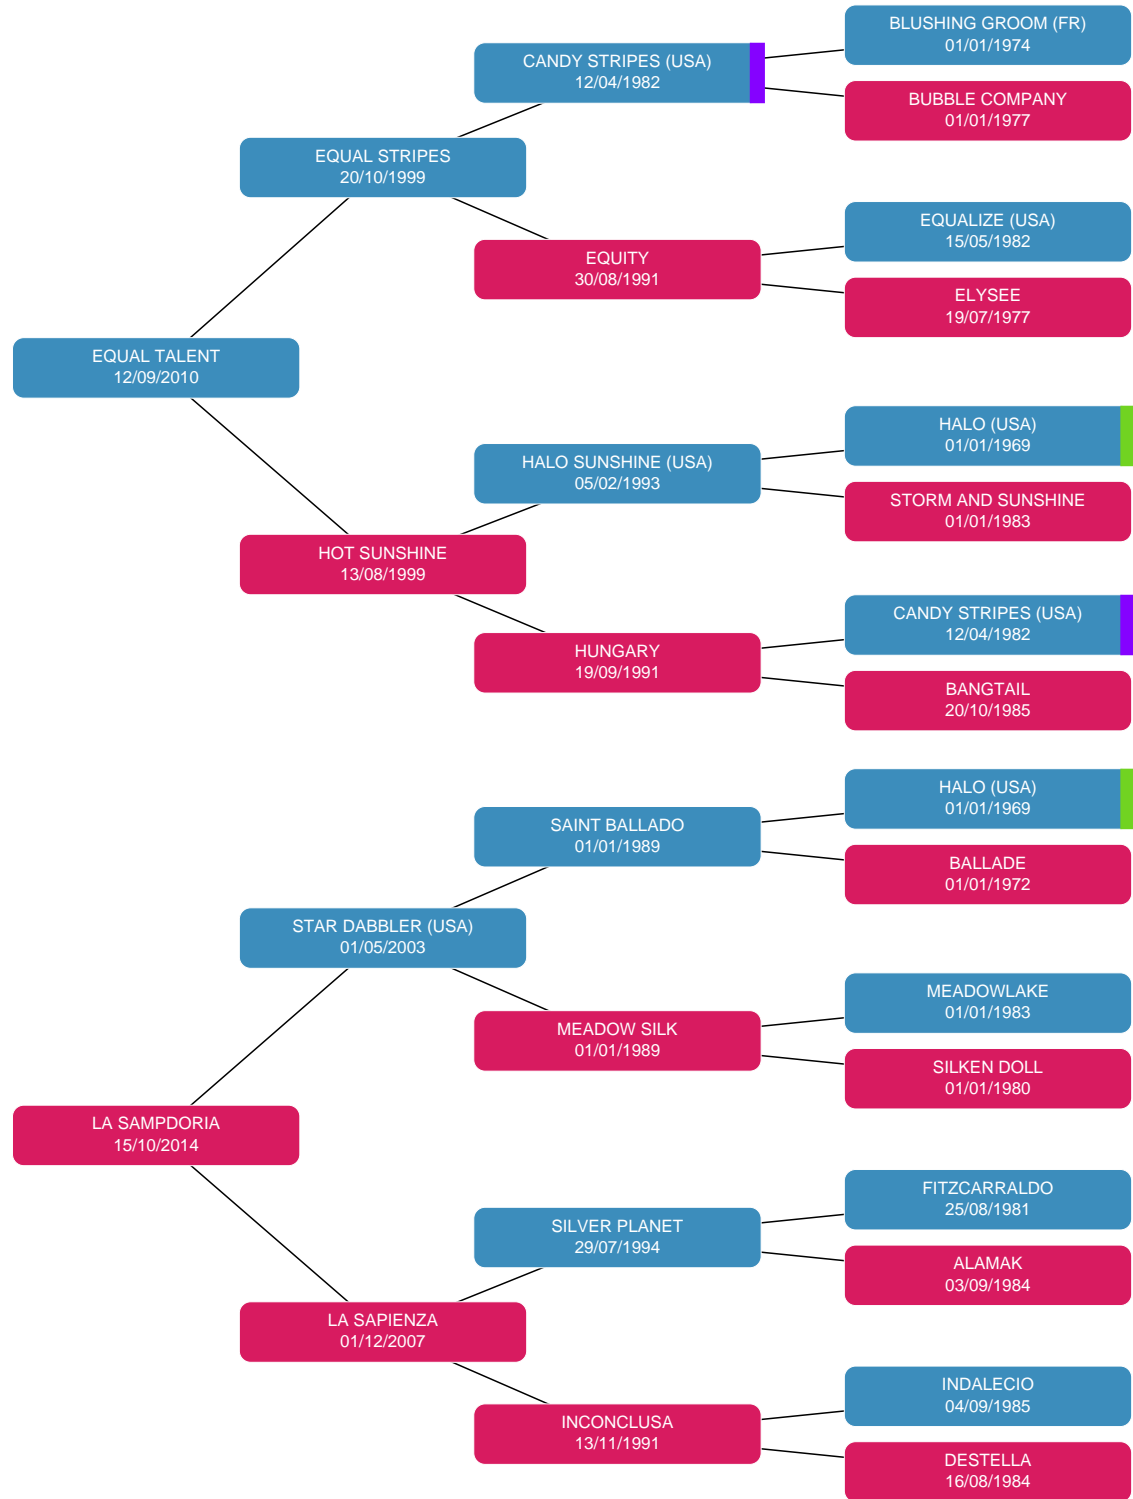 BLUSHING GROOM (FR)
01/01/1974
CANDY STRIPES (USA)
12/04/1982
BUBBLE COMPANY
01/01/1977
EQUAL STRIPES
20/10/1999
EQUALIZE (USA)
15/05/1982
EQUITY
30/08/1991
ELYSEE
19/07/1977
EQUAL TALENT
12/09/2010
HALO (USA)
01/01/1969
HALO SUNSHINE (USA)
05/02/1993
STORM AND SUNSHINE
01/01/1983
HOT SUNSHINE
13/08/1999
CANDY STRIPES (USA)
12/04/1982
HUNGARY
19/09/1991
BANGTAIL
20/10/1985
HALO (USA)
01/01/1969
SAINT BALLADO
01/01/1989
BALLADE
01/01/1972
STAR DABBLER (USA)
01/05/2003
MEADOWLAKE
01/01/1983
MEADOW SILK
01/01/1989
SILKEN DOLL
01/01/1980
LA SAMPDORIA
15/10/2014
FITZCARRALDO
25/08/1981
SILVER PLANET
29/07/1994
ALAMAK
03/09/1984
LA SAPIENZA
01/12/2007
INDALECIO
04/09/1985
INCONCLUSA
13/11/1991
DESTELLA
16/08/1984